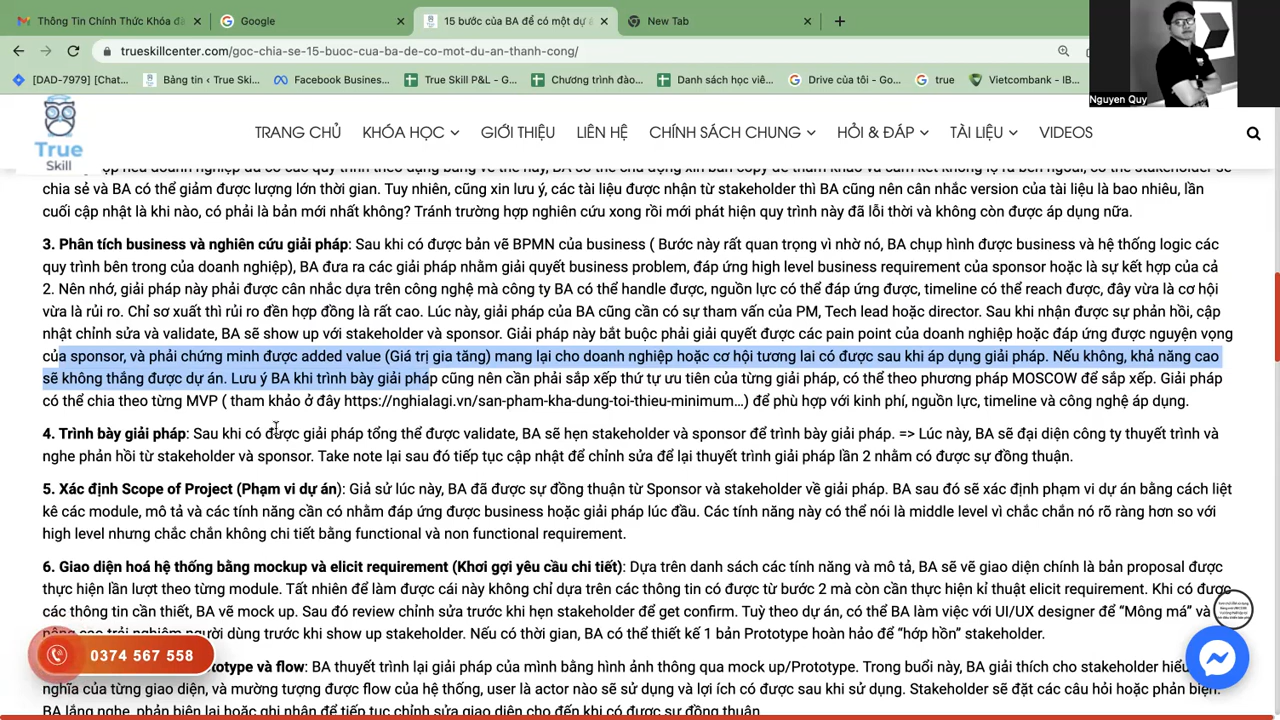 Thông Tin Chính Thức Khóa đà
Google
15 bước của BA để có một dự á
New Tab
trueskillcenter.com/goc-chia-se-15-buoc-cua-ba-de-co-mot-du-an-thanh-cong/
[DAD-7979] [Chat...
Bảng tin ‹ True Skil...
Facebook Business...
True Skill P&L - G...
Chương trình đào...
Danh sách học viê...
Drive của tôi - Go...
true
Vietcombank - IB...
Nguyen Quy
True
Skill
TRANG CHỦ
KHÓA HỌC
GIỚI THIỆU
LIÊN HỆ
CHÍNH SÁCH CHUNG
HỎI & ĐÁP
TÀI LIỆU
VIDEOS
chia sẻ và BA có thể giảm được lượng lớn thời gian. Tuy nhiên, cũng xin lưu ý, các tài liệu được nhận từ stakeholder thì BA cũng nên cân nhắc version của tài liệu là bao nhiêu, lần
cuối cập nhật là khi nào, có phải là bản mới nhất không? Tránh trường hợp nghiên cứu xong rồi mới phát hiện quy trình này đã lỗi thời và không còn được áp dụng nữa.
3. Phân tích business và nghiên cứu giải pháp: Sau khi có được bản vẽ BPMN của business ( Bước này rất quan trọng vì nhờ nó, BA chụp hình được business và hệ thống logic các
quy trình bên trong của doanh nghiệp), BA đưa ra các giải pháp nhằm giải quyết business problem, đáp ứng high level business requirement của sponsor hoặc là sự kết hợp của cả
2. Nên nhớ, giải pháp này phải được cân nhắc dựa trên công nghệ mà công ty BA có thể handle được, nguồn lực có thể đáp ứng được, timeline có thể reach được, đây vừa là cơ hội
vừa là rủi ro. Chỉ sơ xuất thì rủi ro đền hợp đồng là rất cao. Lúc này, giải pháp của BA cũng cần có sự tham vấn của PM, Tech lead hoặc director. Sau khi nhận được sự phản hồi, cập
nhật chỉnh sửa và validate, BA sẽ show up với stakeholder và sponsor. Giải pháp này bắt buộc phải giải quyết được các pain point của doanh nghiệp hoặc đáp ứng được nguyện vọng
của sponsor, và phải chứng minh được added value (Giá trị gia tăng) mang lại cho doanh nghiệp hoặc cơ hội tương lai có được sau khi áp dụng giải pháp. Nếu không, khả năng cao
sẽ không thắng được dự án. Lưu ý BA khi trình bày giải pháp cũng nên cần phải sắp xếp thứ tự ưu tiên của từng giải pháp, có thể theo phương pháp MOSCOW để sắp xếp. Giải pháp
có thể chia theo từng MVP ( tham khảo ở đây https://nghialagi.vn/san-pham-kha-dung-toi-thieu-minimum…) để phù hợp với kinh phí, nguồn lực, timeline và công nghệ áp dụng.
4. Trình bày giải pháp: Sau khi có được giải pháp tổng thể được validate, BA sẽ hẹn stakeholder và sponsor để trình bày giải pháp. => Lúc này, BA sẽ đại diện công ty thuyết trình và
nghe phản hồi từ stakeholder và sponsor. Take note lại sau đó tiếp tục cập nhật để chỉnh sửa để lại thuyết trình giải pháp lần 2 nhằm có được sự đồng thuận.
5. Xác định Scope of Project (Phạm vi dự án): Giả sử lúc này, BA đã được sự đồng thuận từ Sponsor và stakeholder về giải pháp. BA sau đó sẽ xác định phạm vi dự án bằng cách liệt
kê các module, mô tả và các tính năng cần có nhằm đáp ứng được business hoặc giải pháp lúc đầu. Các tính năng này có thể nói là middle level vì chắc chắn nó rõ ràng hơn so với
high level nhưng chắc chắn không chi tiết bằng functional và non functional requirement.
6. Giao diện hoá hệ thống bằng mockup và elicit requirement (Khơi gợi yêu cầu chi tiết): Dựa trên danh sách các tính năng và mô tả, BA sẽ vẽ giao diện chính là bản proposal được
thực hiện lần lượt theo từng module. Tất nhiên để làm được cái này không chỉ dựa trên các thông tin có được từ bước 2 mà còn cần thực hiện kĩ thuật elicit requirement. Khi có được
các thông tin cần thiết, BA vẽ mock up. Sau đó review chỉnh sửa trước khi hẹn stakeholder để get confirm. Tuỳ theo dự án, có thể BA làm việc với UI/UX designer để “Mông má” và
người dùng trước khi show up stakeholder. Nếu có thời gian, BA có thể thiết kế 1 bản Prototype hoàn hảo để “hớp hồn” stakeholder.
0374 567 558
và flow: BA thuyết trình lại giải pháp của mình bằng hình ảnh thông qua mock up/Prototype. Trong buổi này, BA giải thích cho stakeholder hiểu
nghĩa của từng giao diện, và mường tượng được flow của hệ thống, user là actor nào sẽ sử dụng và lợi ích có được sau khi sử dụng. Stakeholder sẽ đặt các câu hỏi hoặc phản biện.
BA lắng nghe, phản biện lại hoặc ghi nhận để tiếp tục chỉnh sửa giao diện cho đến khi có được sự đồng thuận.